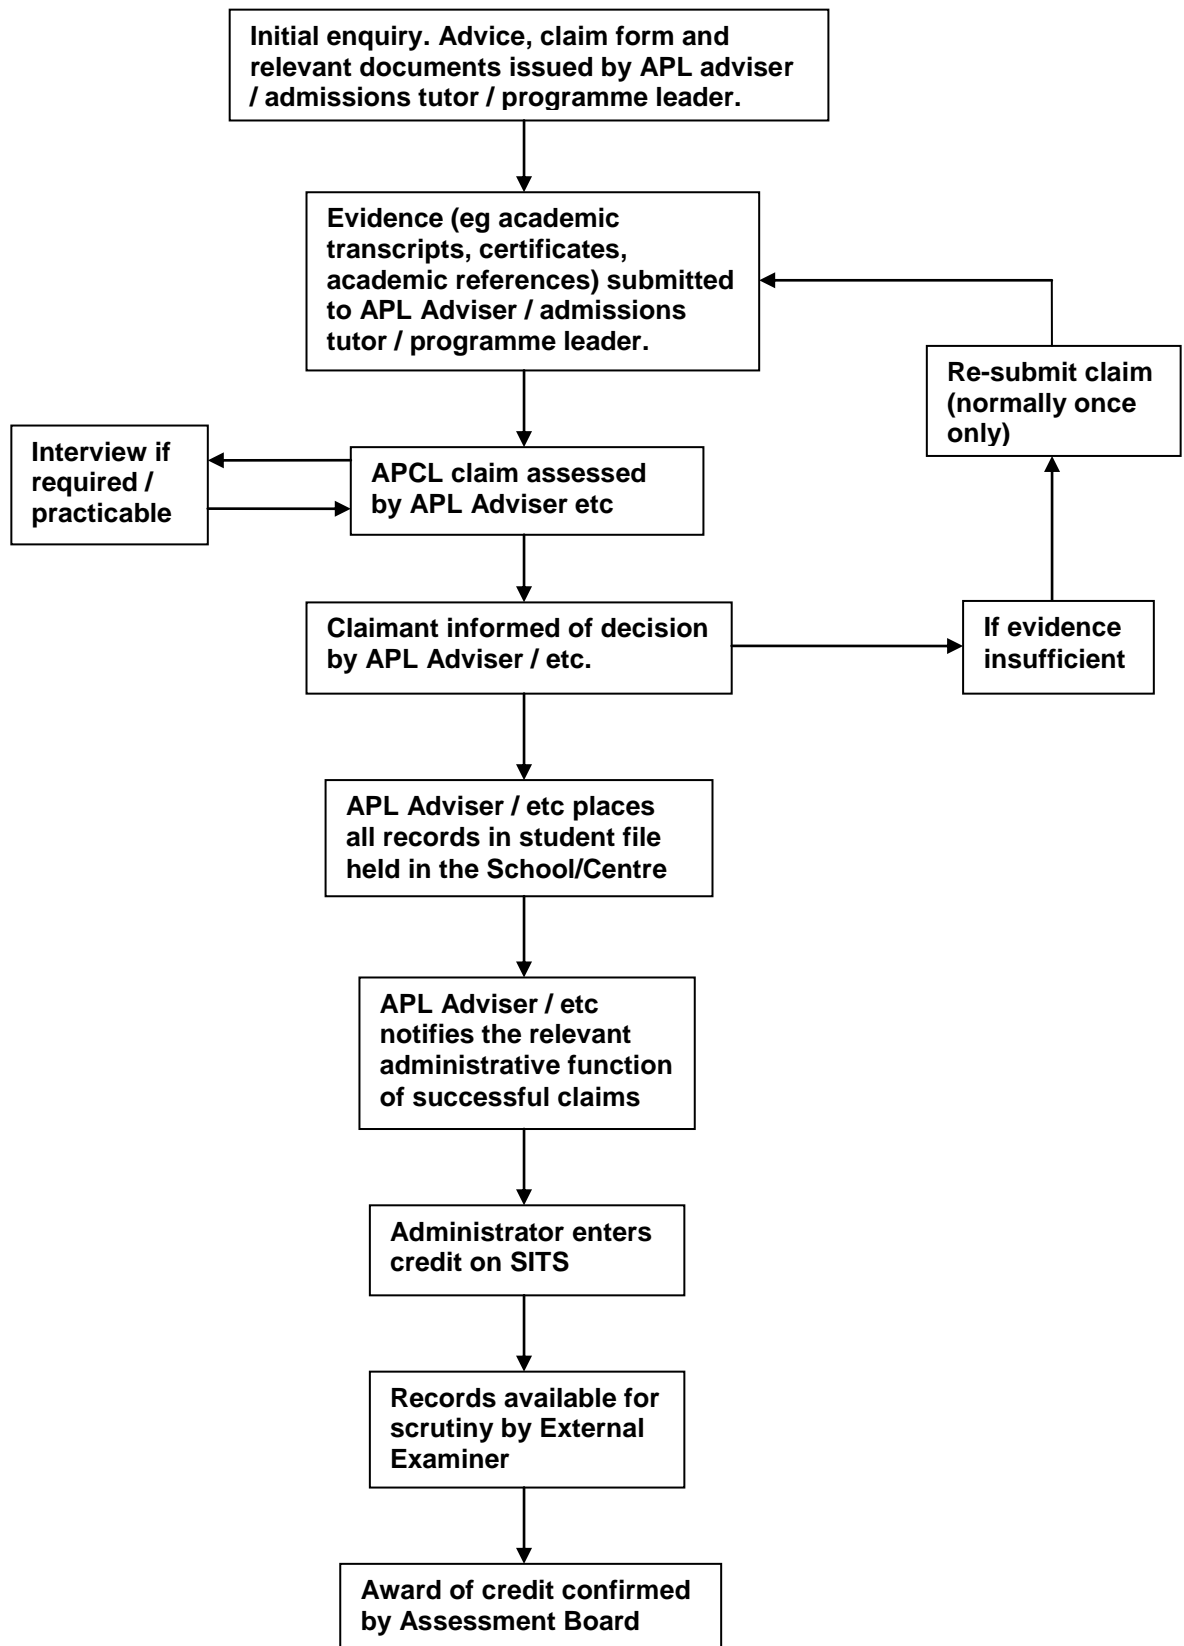 Initial enquiry. Advice, claim form and
relevant documents issued by APL adviser
/ admissions tutor / programme leader.
Evidence (eg academic
transcripts, certificates,
academic references) submitted
to APL Adviser / admissions
tutor / programme leader.
Re-submit claim
(normally once
only)
Interview if
required /
practicable
APCL claim assessed
by APL Adviser etc
Claimant informed of decision
by APL Adviser / etc.
If evidence
insufficient
APL Adviser / etc places
all records in student file
held in the School/Centre
APL Adviser / etc
notifies the relevant
administrative function
of successful claims
Administrator enters
credit on SITS
Records available for
scrutiny by External
Examiner
Award of credit confirmed
by Assessment Board